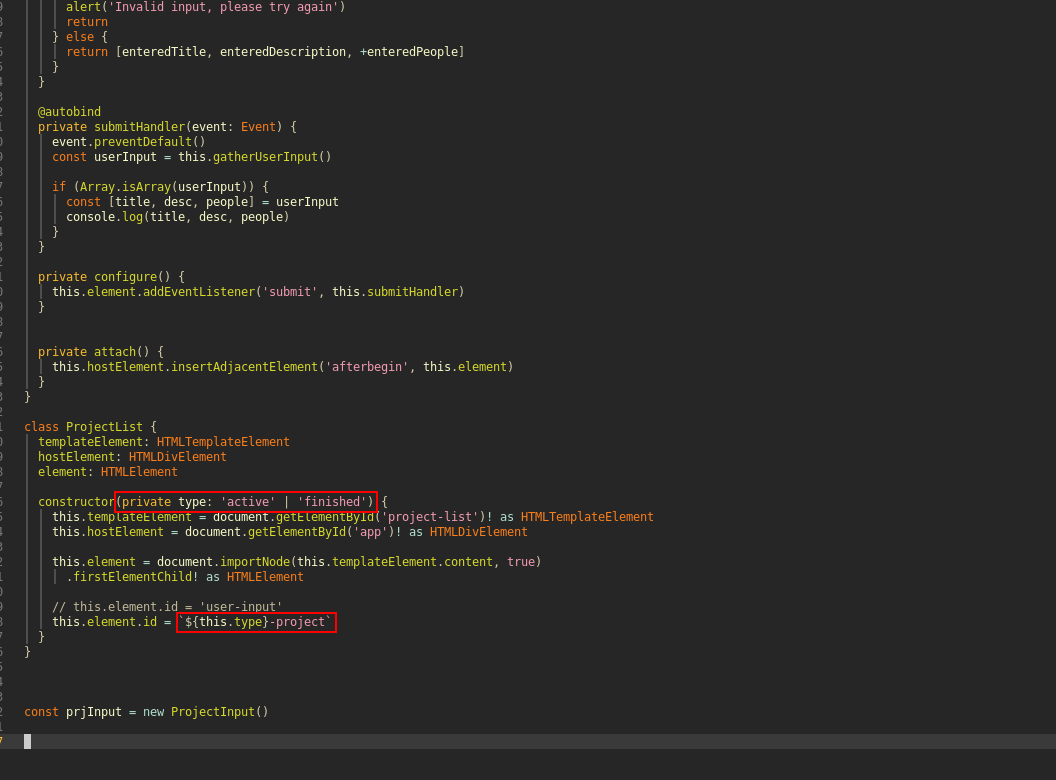 alert('Invalid input, please try again')
return
} else {
return [enteredTitle, enteredDescription, +enteredPeople]
}
}
@autobind
private submitHandler(event: Event) {
event.preventDefault()
const userInput = this.gatherUserInput()
if (Array.isArray(userInput)) {
const [title, desc, people] = userInput
console.log(title, desc, people)
}
}
private configure() {
this.element.addEventListener('submit', this.submitHandler)
}
private attach() {
this.hostElement.insertAdjacentElement('afterbegin', this.element)
}
}
class ProjectList {
templateElement: HTMLTemplateElement
hostElement: HTMLDivElement
element: HTMLElement
constructor(private type: 'active' | 'finished') {
this.templateElement = document.getElementById('project-list')! as HTMLTemplateElement
this.hostElement = document.getElementById('app')! as HTMLDivElement
this.element = document.importNode(this.templateElement.content, true)
.firstElementChild! as HTMLElement
// this.element.id = 'user-input'
this.element.id = `${this.type}-project`
}
}
const prjInput = new ProjectInput()